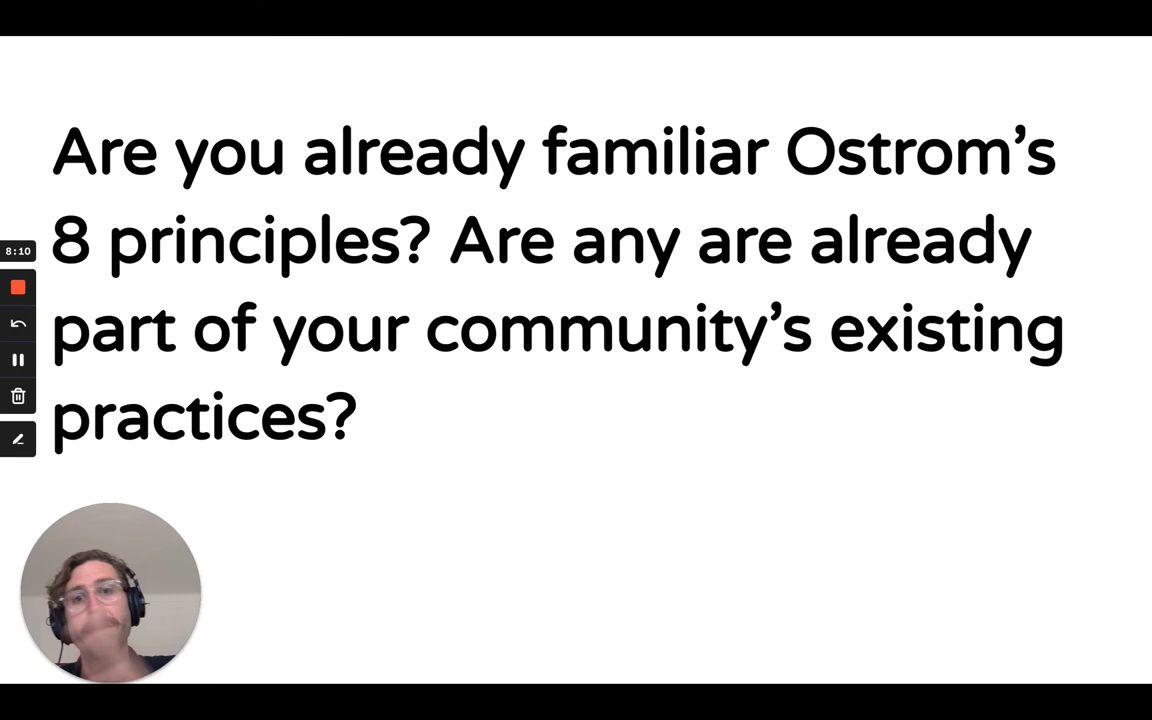 Are you already familiar Ostrom’s
8 principles? Are any are already
part of your community’s existing
practices?
8:10